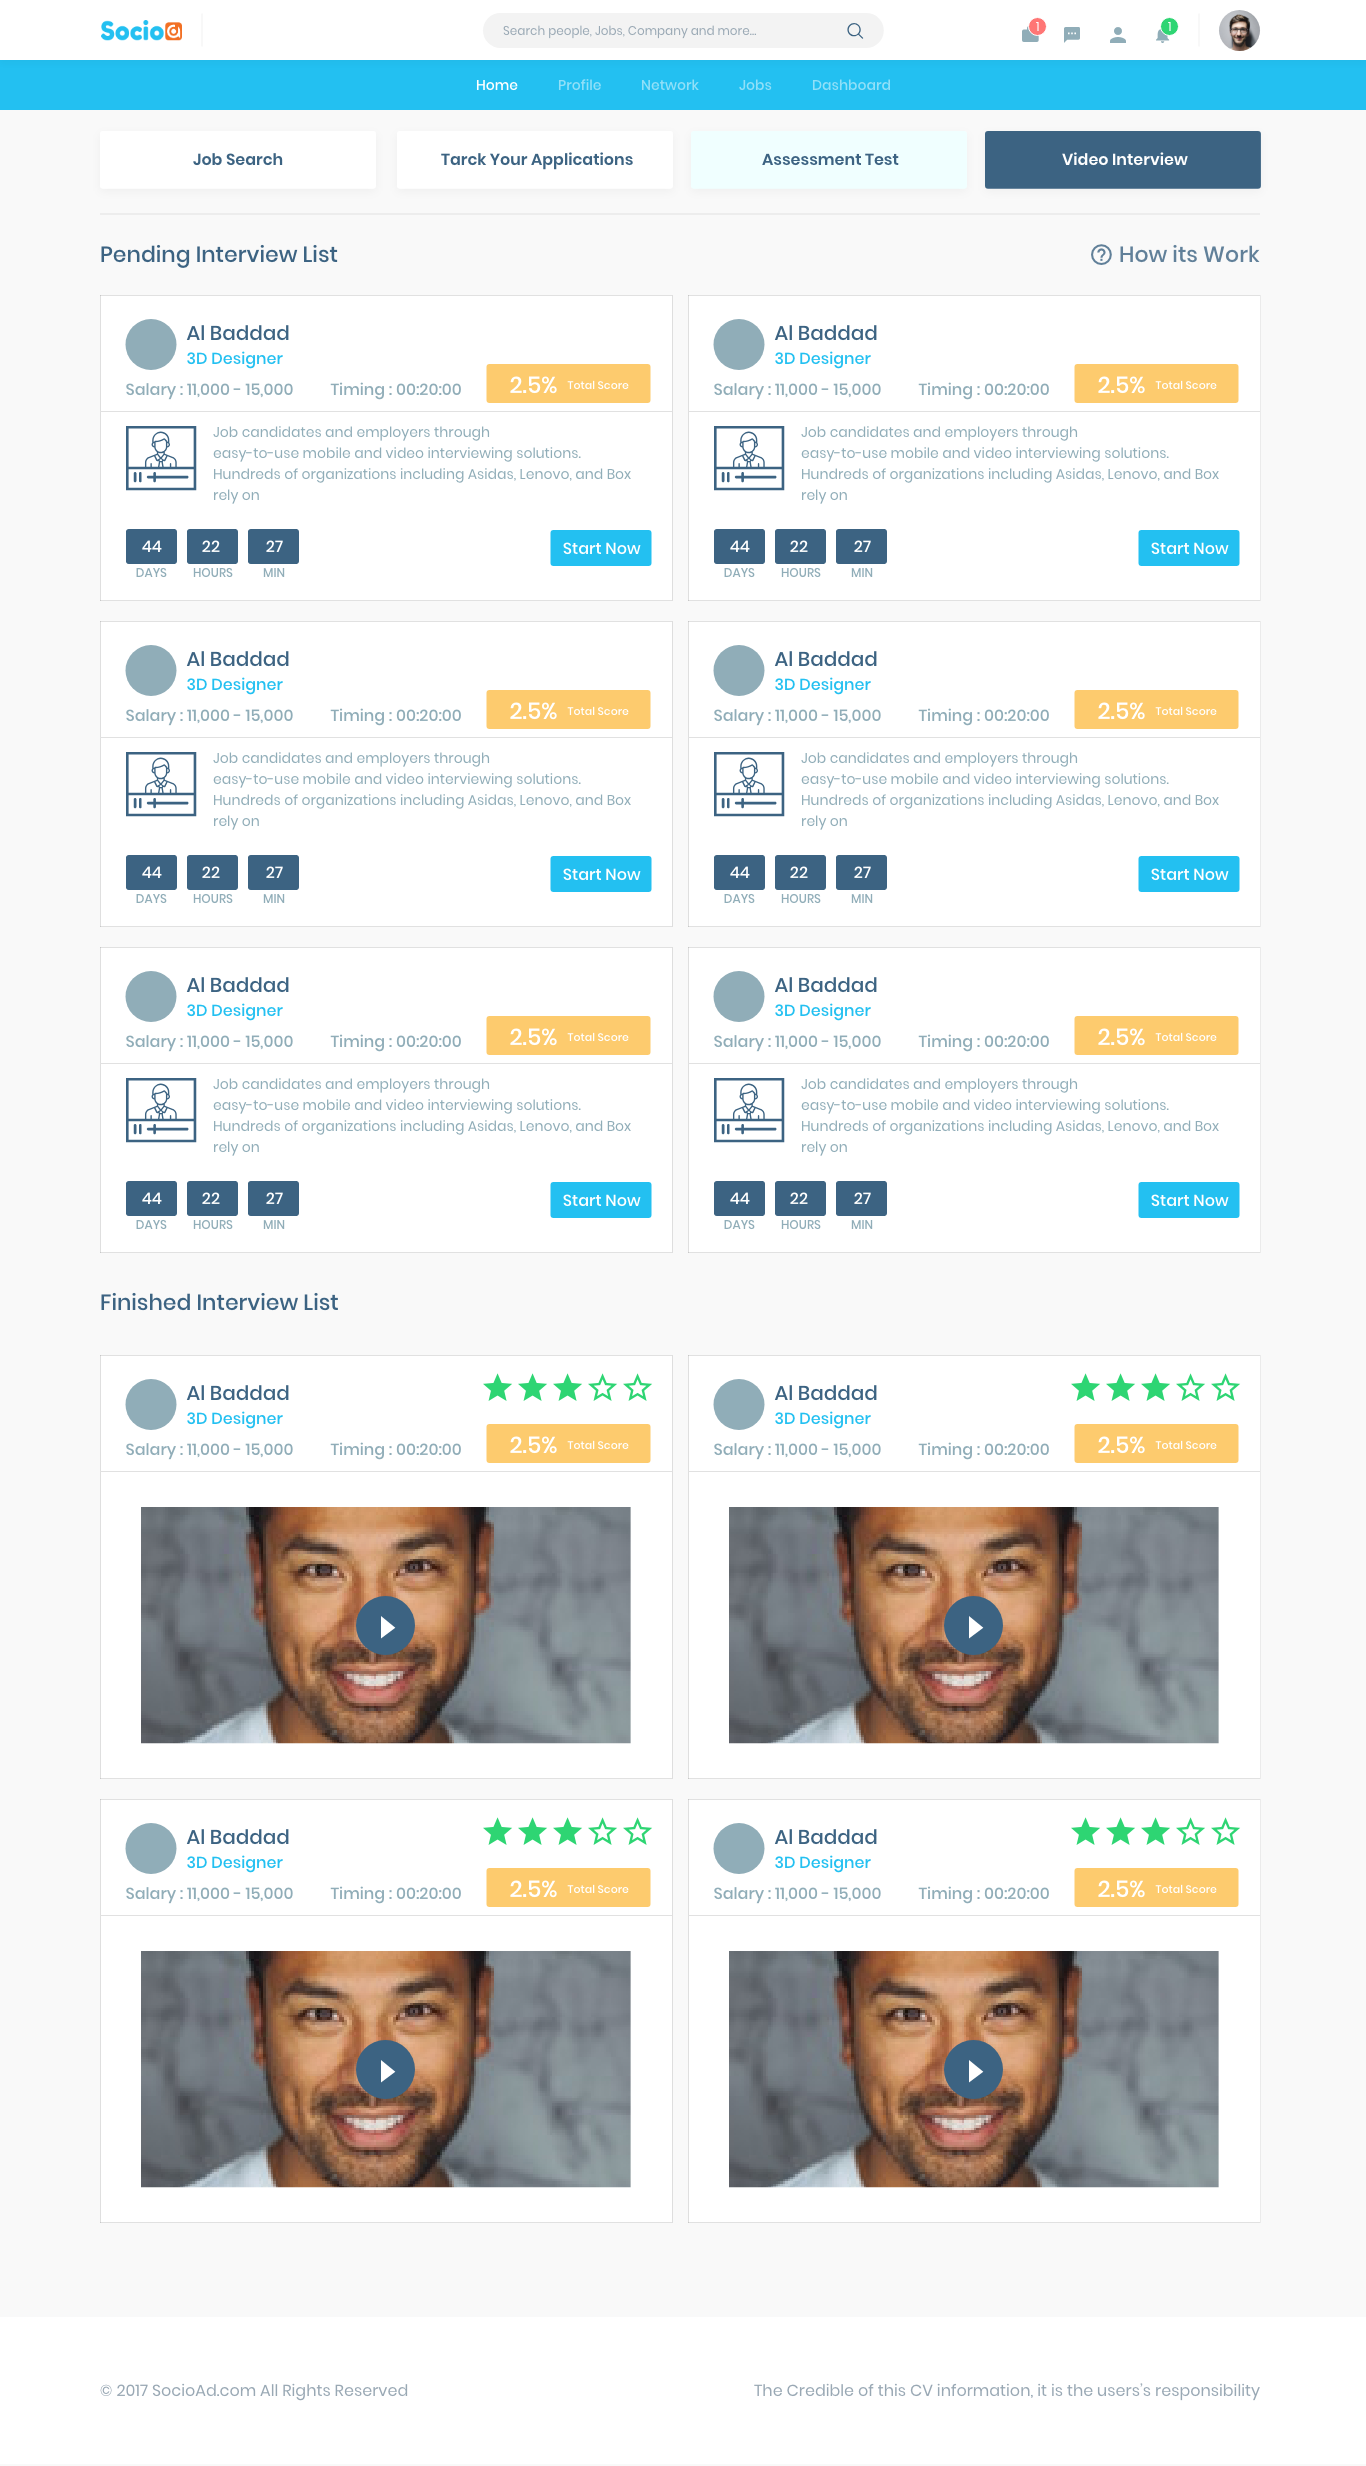 Socio
Search people, Jobs, Company and more...
1
1
Home Profile Network Jobs Dashboard
Job Search Tarck Your Applications Assessment Test Video Interview
Pending Interview List
How its Work
Al Baddad
3D Designer
Salary : 11,000 - 15,000 Timing : 00:20:00 2.5% Total Score
Job candidates and employers through
easy-to-use mobile and video interviewing solutions.
Hundreds of organizations including Asidas, Lenovo, and Box
rely on
44 22 27 Start Now
DAYS HOURS MIN
Al Baddad
3D Designer
Salary : 11,000 - 15,000 Timing : 00:20:00 2.5% Total Score
Job candidates and employers through
easy-to-use mobile and video interviewing solutions.
Hundreds of organizations including Asidas, Lenovo, and Box
rely on
44 22 27 Start Now
DAYS HOURS MIN
Al Baddad
3D Designer
Salary : 11,000 - 15,000 Timing : 00:20:00 2.5% Total Score
Job candidates and employers through
easy-to-use mobile and video interviewing solutions.
Hundreds of organizations including Asidas, Lenovo, and Box
rely on
44 22 27 Start Now
DAYS HOURS MIN
Al Baddad
3D Designer
Salary : 11,000 - 15,000 Timing : 00:20:00 2.5% Total Score
Job candidates and employers through
easy-to-use mobile and video interviewing solutions.
Hundreds of organizations including Asidas, Lenovo, and Box
rely on
44 22 27 Start Now
DAYS HOURS MIN
Al Baddad
3D Designer
Salary : 11,000 - 15,000 Timing : 00:20:00 2.5% Total Score
Job candidates and employers through
easy-to-use mobile and video interviewing solutions.
Hundreds of organizations including Asidas, Lenovo, and Box
rely on
44 22 27 Start Now
DAYS HOURS MIN
Al Baddad
3D Designer
Salary : 11,000 - 15,000 Timing : 00:20:00 2.5% Total Score
Job candidates and employers through
easy-to-use mobile and video interviewing solutions.
Hundreds of organizations including Asidas, Lenovo, and Box
rely on
44 22 27 Start Now
DAYS HOURS MIN
Finished Interview List
Al Baddad
3D Designer
Salary : 11,000 - 15,000 Timing : 00:20:00 2.5% Total Score
Al Baddad
3D Designer
Salary : 11,000 - 15,000 Timing : 00:20:00 2.5% Total Score
Al Baddad
3D Designer
Salary : 11,000 - 15,000 Timing : 00:20:00 2.5% Total Score
Al Baddad
3D Designer
Salary : 11,000 - 15,000 Timing : 00:20:00 2.5% Total Score
© 2017 SocioAd.com All Rights Reserved
The Credible of this CV information, it is the users's responsibility